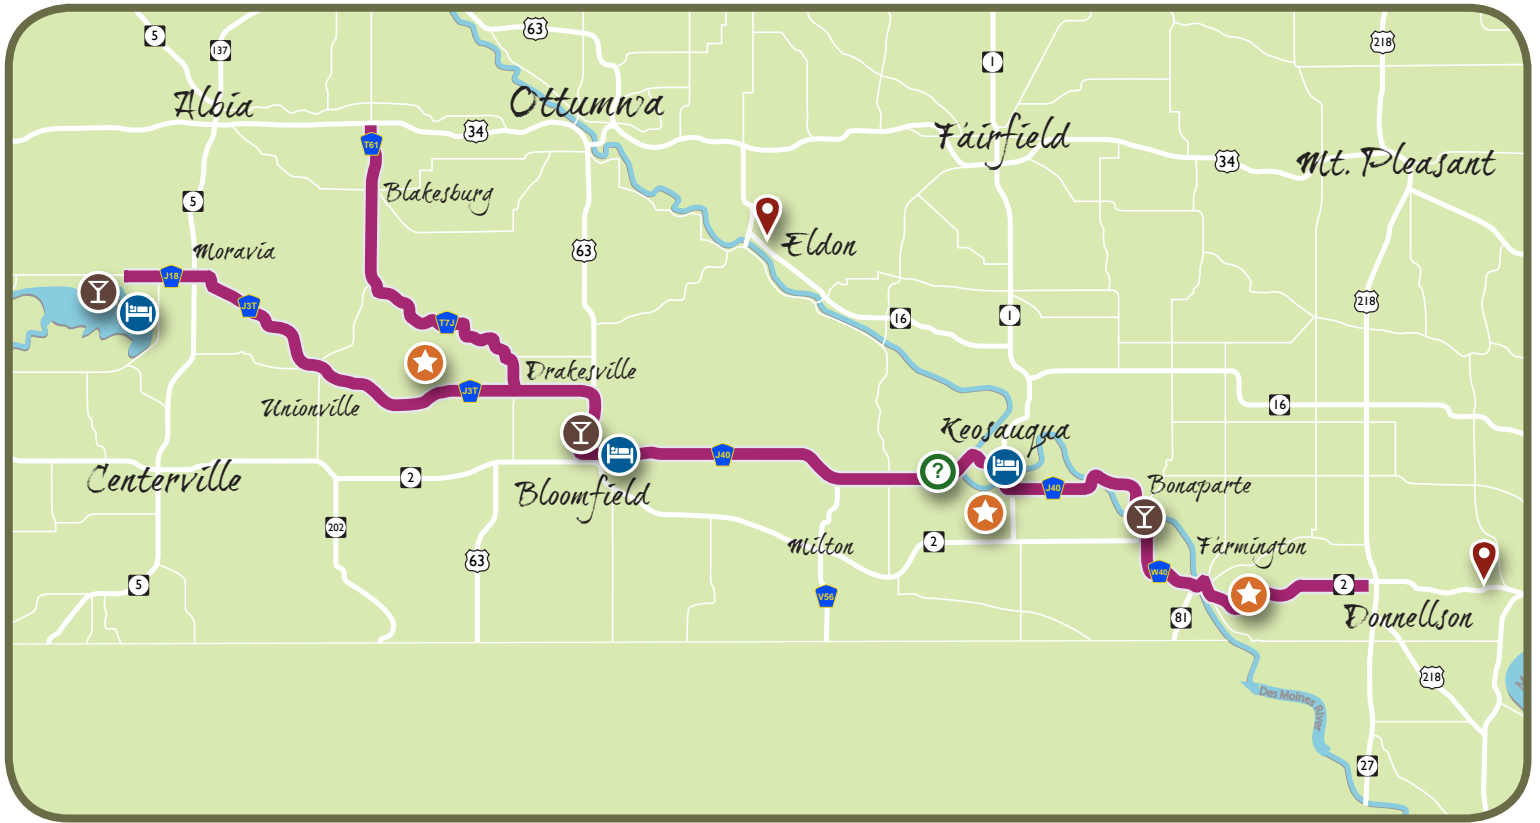 5
137
63
1
218
Albia
Ottumwa
34
Fairfield
34
Mt. Pleasant
T61
Blakesburg
5
Moravia
63
Eldon
J18
J3T
T7J
16
1
218
Drakesville
J3T
Unionville
16
Keosauqua
J40
?
Centerville
2
Bloomfield
J40
Bonaparte
202
Milton
2
Farmington
63
5
V56
W40
2
81
Donnellson
218
Des Moines River
27